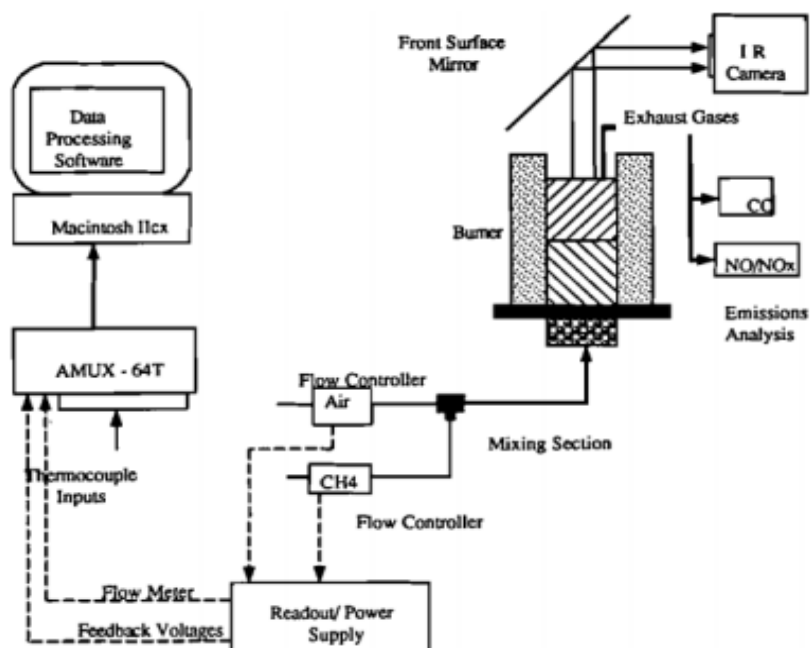 Front Surface
Mirror
I R
Camera
Data
Processing
Software
Macintosh IIcx
Exhaust Gases
Burner
CO
NO/NOx
Emissions
Analysis
AMUX - 64T
Flow Controller
Air
Mixing Section
Thermocouple
Inputs
CH4
Flow Controller
Flow Meter
Feedback Voltages
Readout/ Power
Supply